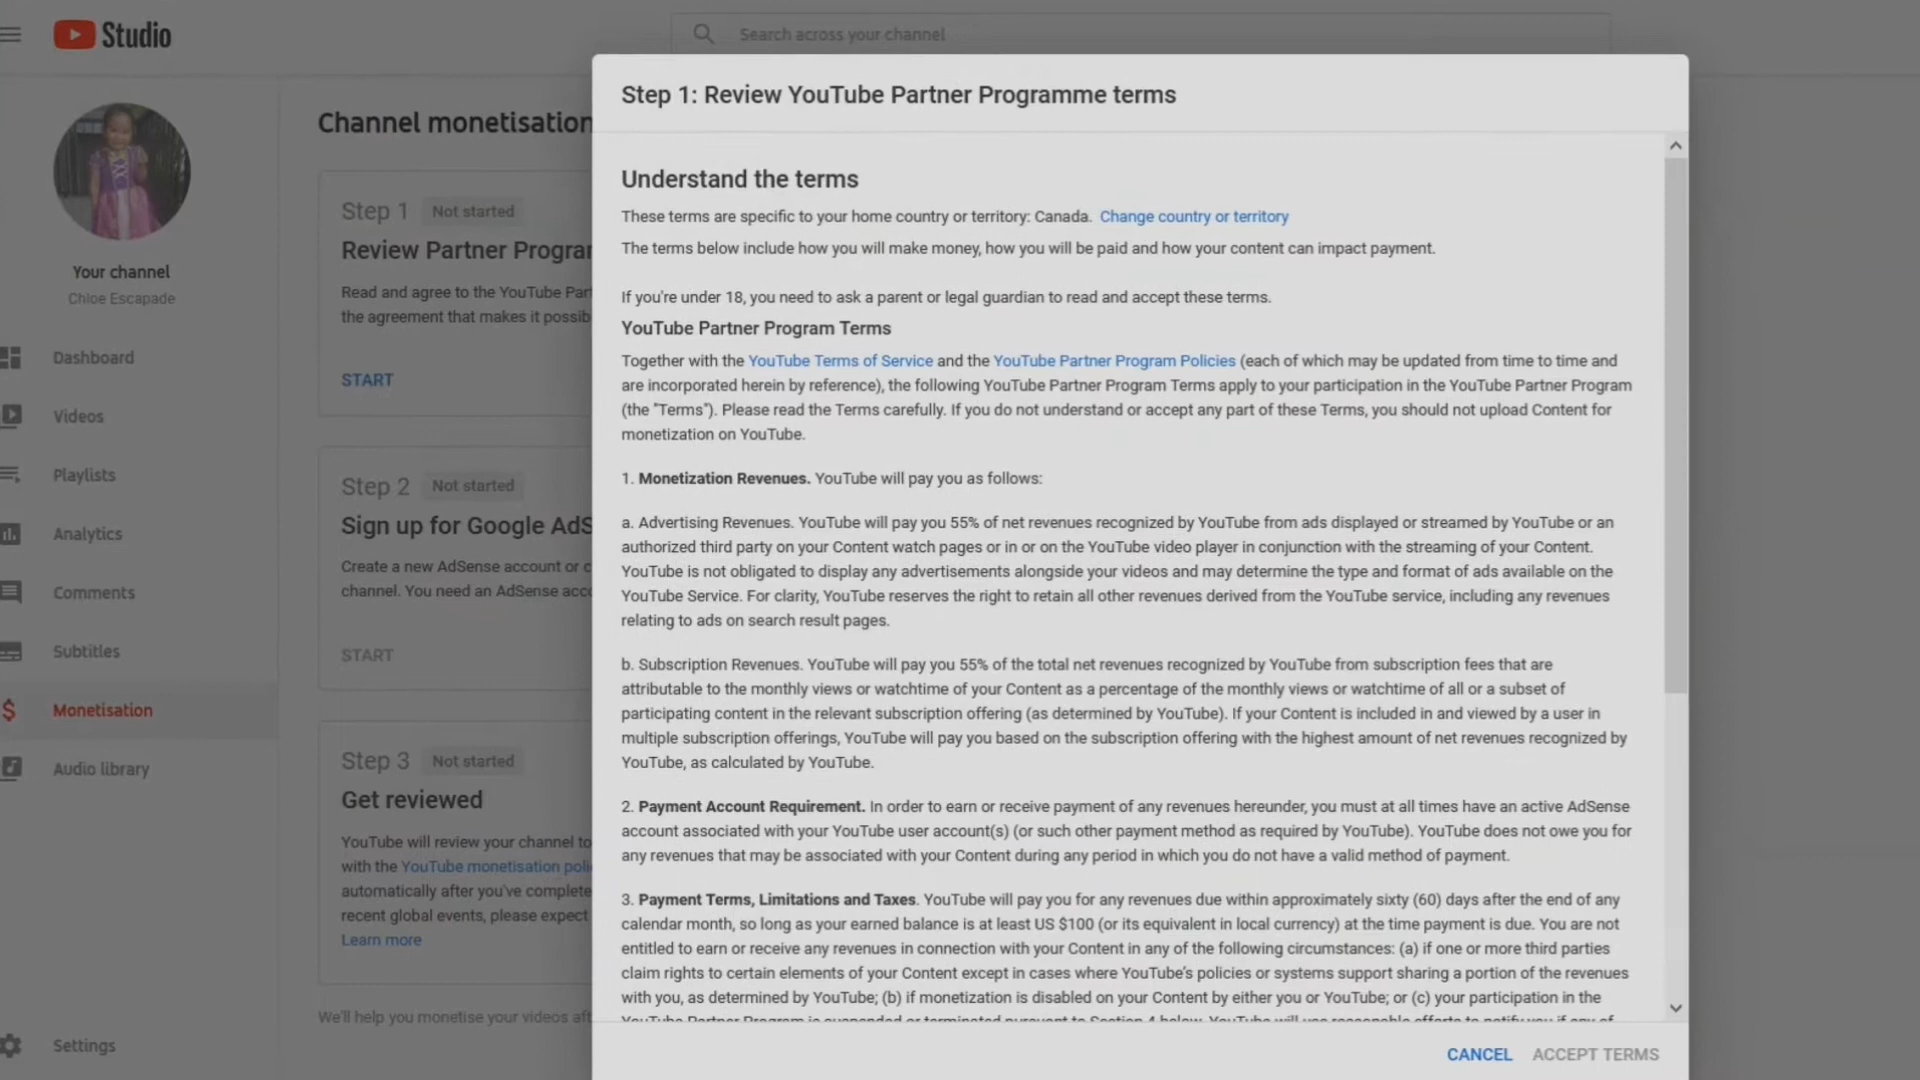 Studio
Search across your channel
Your channel
Chloe Escapade
Dashboard
Videos
Playlists
Analytics
Comments
Subtitles
Monetisation
Audio library
Settings
Channel monetisation
Step 1 Not started
Review Partner Program
Read and agree to the YouTube Par
the agreement that makes it possib
START
Step 2 Not started
Sign up for Google AdS
Create a new AdSense account or c
channel. You need an AdSense acc
START
Step 3 Not started
Get reviewed
YouTube will review your channel to
with the YouTube monetisation poli
automatically after you've complete
recent global events, please expect
Learn more
We'll help you monetise your videos aft
Step 1: Review YouTube Partner Programme terms
Understand the terms
These terms are specific to your home country or territory: Canada. Change country or territory
The terms below include how you will make money, how you will be paid and how your content can impact payment.
If you're under 18, you need to ask a parent or legal guardian to read and accept these terms.
YouTube Partner Program Terms
Together with the YouTube Terms of Service and the YouTube Partner Program Policies (each of which may be updated from time to time and
are incorporated herein by reference), the following YouTube Partner Program Terms apply to your participation in the YouTube Partner Program
(the "Terms"). Please read the Terms carefully. If you do not understand or accept any part of these Terms, you should not upload Content for
monetization on YouTube.
1. Monetization Revenues. YouTube will pay you as follows:
a. Advertising Revenues. YouTube will pay you 55% of net revenues recognized by YouTube from ads displayed or streamed by YouTube or an
authorized third party on your Content watch pages or in or on the YouTube video player in conjunction with the streaming of your Content.
YouTube is not obligated to display any advertisements alongside your videos and may determine the type and format of ads available on the
YouTube Service. For clarity, YouTube reserves the right to retain all other revenues derived from the YouTube service, including any revenues
relating to ads on search result pages.
b. Subscription Revenues. YouTube will pay you 55% of the total net revenues recognized by YouTube from subscription fees that are
attributable to the monthly views or watchtime of your Content as a percentage of the monthly views or watchtime of all or a subset of
participating content in the relevant subscription offering (as determined by YouTube). If your Content is included in and viewed by a user in
multiple subscription offerings, YouTube will pay you based on the subscription offering with the highest amount of net revenues recognized by
YouTube, as calculated by YouTube.
2. Payment Account Requirement. In order to earn or receive payment of any revenues hereunder, you must at all times have an active AdSense
account associated with your YouTube user account(s) (or such other payment method as required by YouTube). YouTube does not owe you for
any revenues that may be associated with your Content during any period in which you do not have a valid method of payment.
3. Payment Terms, Limitations and Taxes. YouTube will pay you for any revenues due within approximately sixty (60) days after the end of any
calendar month, so long as your earned balance is at least US $100 (or its equivalent in local currency) at the time payment is due. You are not
entitled to earn or receive any revenues in connection with your Content in any of the following circumstances: (a) if one or more third parties
claim rights to certain elements of your Content except in cases where YouTube's policies or systems support sharing a portion of the revenues
with you, as determined by YouTube; (b) if monetization is disabled on your Content by either you or YouTube; or (c) your participation in the
YouTube Partner Program is suspended or terminated pursuant to Section 4 below. YouTube will use reasonable efforts to notify you if any of
CANCEL ACCEPT TERMS